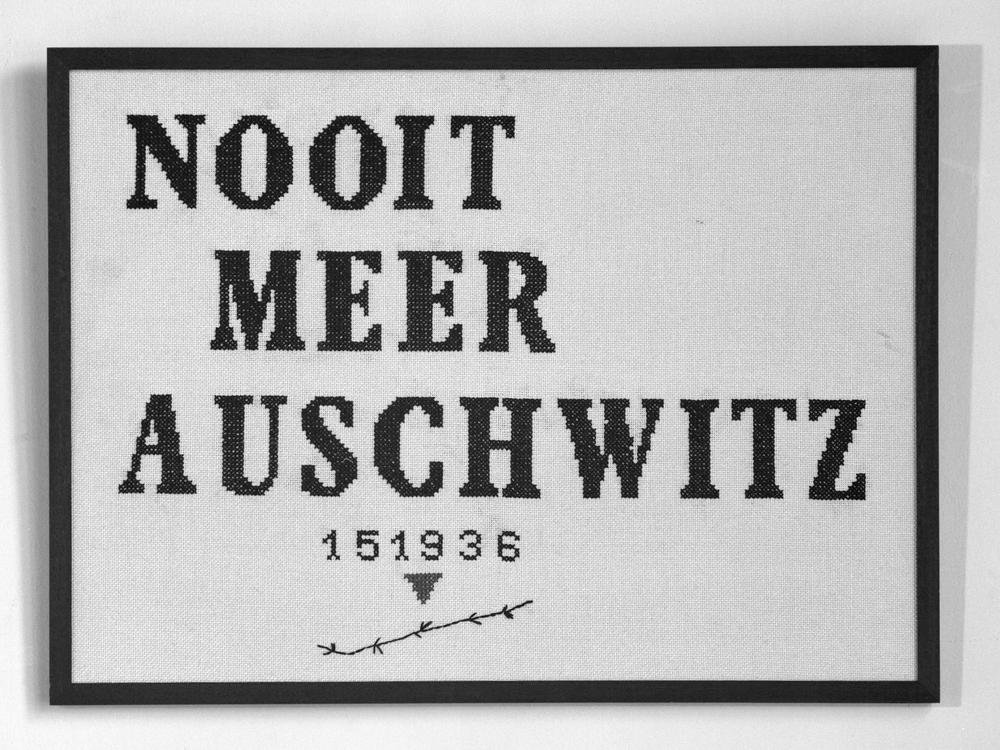 NOOIT
MEER
AUSCHWITZ
151936